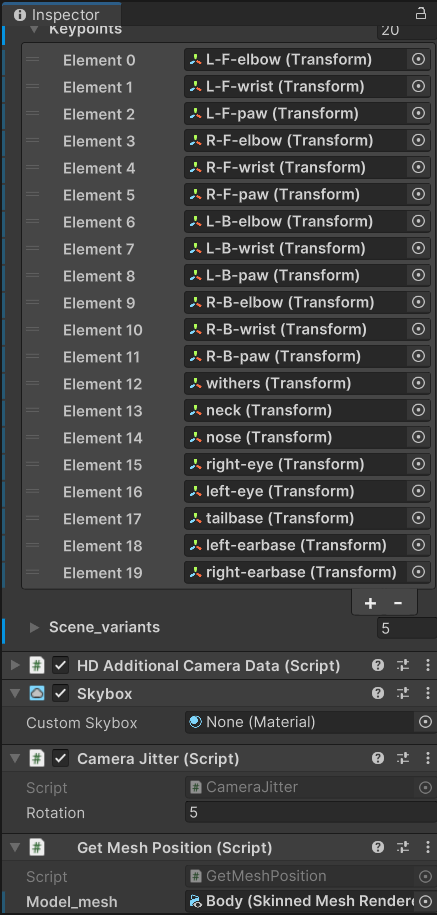 Inspector
Keypoints 20
Element 0 L-F-elbow (Transform)
Element 1 L-F-wrist (Transform)
Element 2 L-F-paw (Transform)
Element 3 R-F-elbow (Transform)
Element 4 R-F-wrist (Transform)
Element 5 R-F-paw (Transform)
Element 6 L-B-elbow (Transform)
Element 7 L-B-wrist (Transform)
Element 8 L-B-paw (Transform)
Element 9 R-B-elbow (Transform)
Element 10 R-B-wrist (Transform)
Element 11 R-B-paw (Transform)
Element 12 withers (Transform)
Element 13 neck (Transform)
Element 14 nose (Transform)
Element 15 right-eye (Transform)
Element 16 left-eye (Transform)
Element 17 tailbase (Transform)
Element 18 left-earbase (Transform)
Element 19 right-earbase (Transform)
+ -
Scene_variants 5
# HD Additional Camera Data (Script)
Skybox
Custom Skybox None (Material)
# Camera Jitter (Script)
Script # CameraJitter
Rotation 5
# Get Mesh Position (Script)
Script # GetMeshPosition
Model_mesh Body (Skinned Mesh Rendere